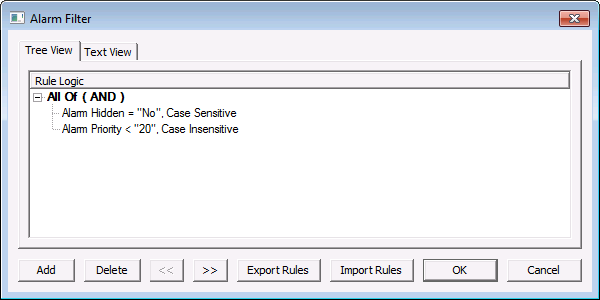 Alarm Filter
Tree View Text View
Rule Logic
All Of ( AND )
Alarm Hidden = "No", Case Sensitive
Alarm Priority < "20", Case Insensitive
Add Delete << >> Export Rules Import Rules OK Cancel